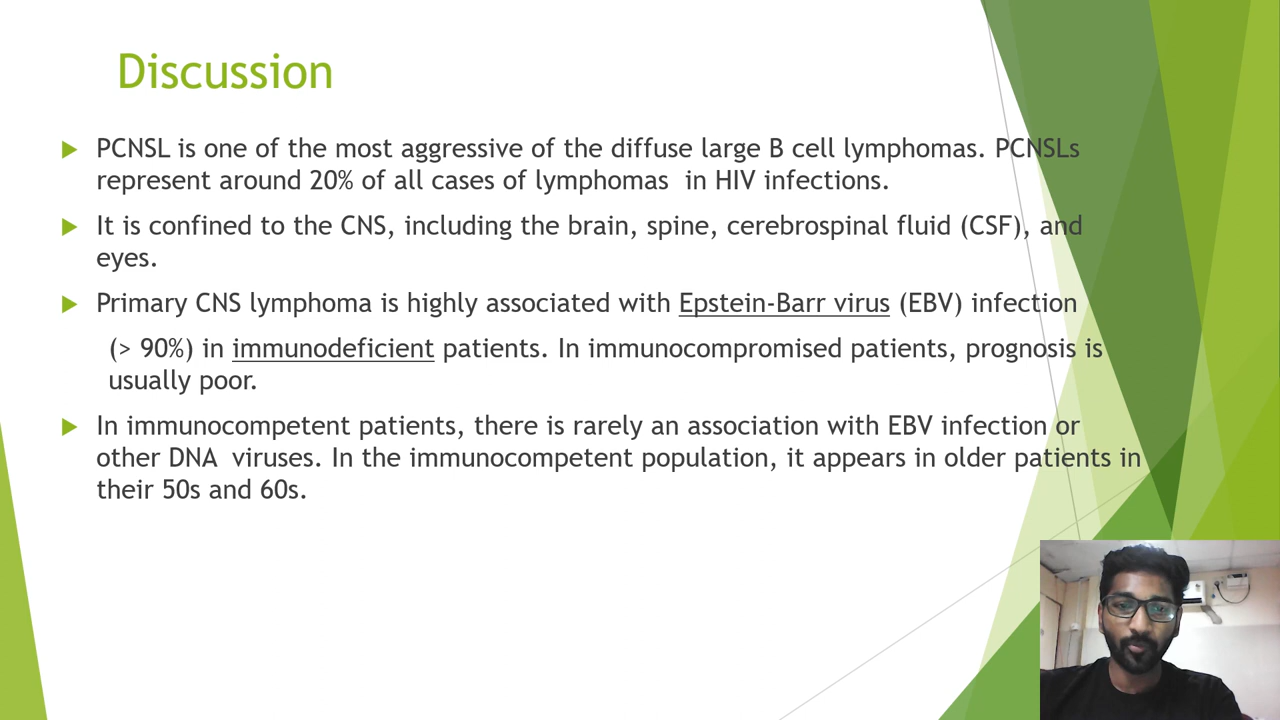 Discussion
PCNSL is one of the most aggressive of the diffuse large B cell lymphomas. PCNSLs
represent around 20% of all cases of lymphomas  in HIV infections.
It is confined to the CNS, including the brain, spine, cerebrospinal fluid (CSF), and
eyes.
Primary CNS lymphoma is highly associated with Epstein-Barr virus (EBV) infection
(> 90%) in immunodeficient patients. In immunocompromised patients, prognosis is
usually poor.
In immunocompetent patients, there is rarely an association with EBV infection or
other DNA  viruses. In the immunocompetent population, it appears in older patients in
their 50s and 60s.